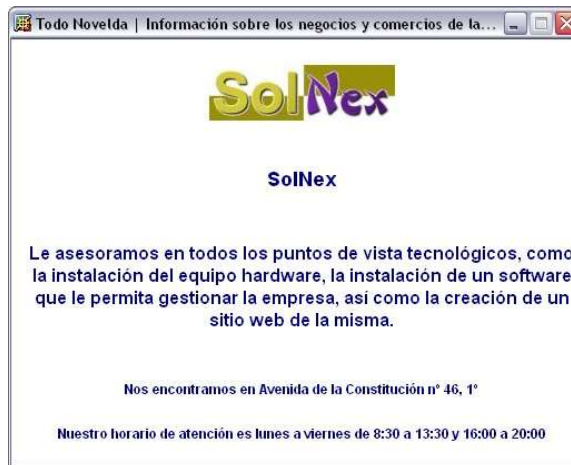 Todo Novelda | Información sobre los negocios y comercios de la...
SolNex
SolNex
Le asesoramos en todos los puntos de vista tecnológicos, como
la instalación del equipo hardware, la instalación de un software
que le permita gestionar la empresa, así como la creación de un
sitio web de la misma.
Nos encontramos en Avenida de la Constitución nº 46, 1º
Nuestro horario de atención es lunes a viernes de 8:30 a 13:30 y 16:00 a 20:00